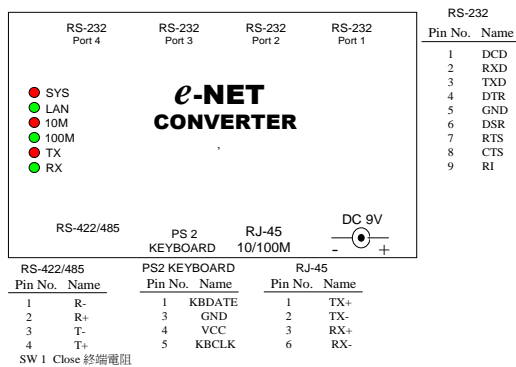 RS-232 RS-232 RS-232 RS-232
Port 4 Port 3 Port 2 Port 1
SYS
LAN
10M
100M
TX
RX
e-NET
CONVERTER
,
RS-422/485
PS 2
KEYBOARD
RJ-45
10/100M
DC 9V
- +
RS-232
Pin No. Name
1 DCD
2 RXD
3 TXD
4 DTR
5 GND
6 DSR
7 RTS
8 CTS
9 RI
RS-422/485
Pin No. Name
1 R-
2 R+
3 T-
4 T+
SW 1 Close 終端電阻
PS2 KEYBOARD
Pin No. Name
1 KBDATE
3 GND
4 VCC
5 KBCLK
RJ-45
Pin No. Name
1 TX+
2 TX-
3 RX+
6 RX-